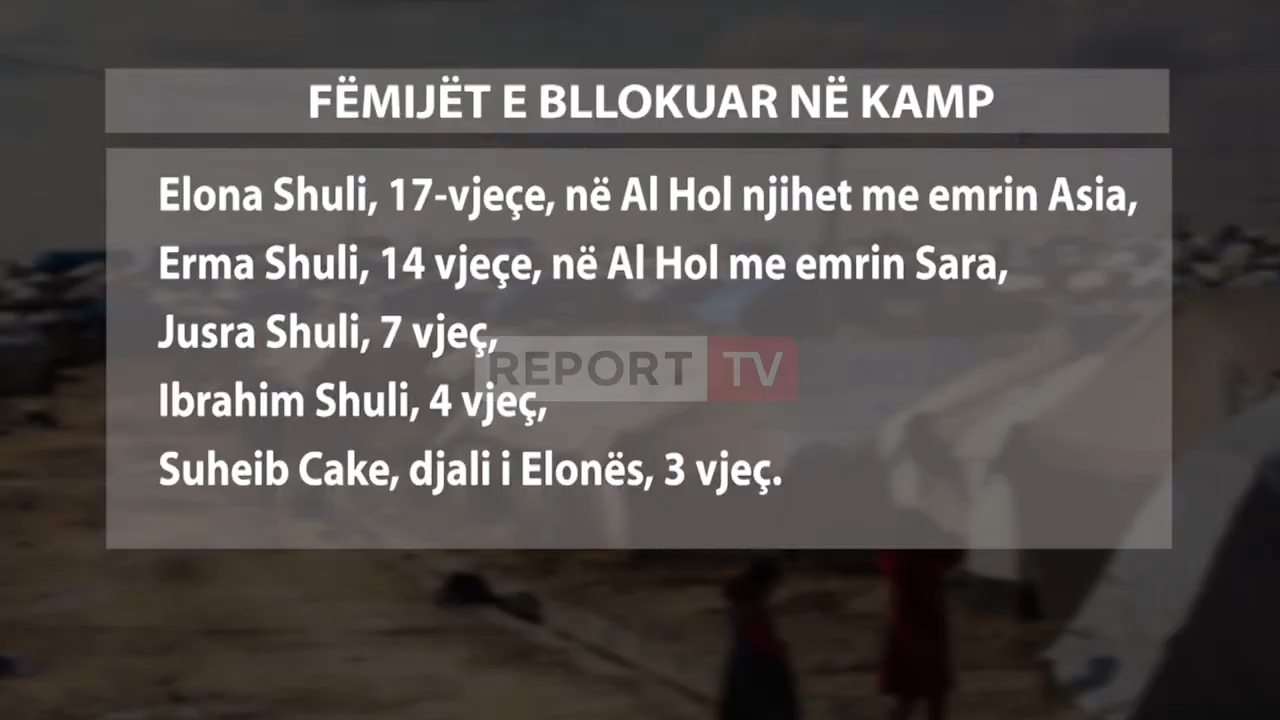 FËMIJËT E BLLOKUAR NË KAMP
Elona Shuli, 17-vjeçe, në Al Hol njihet me emrin Asia,
Erma Shuli, 14 vjeçe, në Al Hol me emrin Sara,
Jusra Shuli, 7 vjeç,
REPORT TV
Ibrahim Shuli, 4 vjeç,
Suheib Cake, djali i Elonës, 3 vjeç.